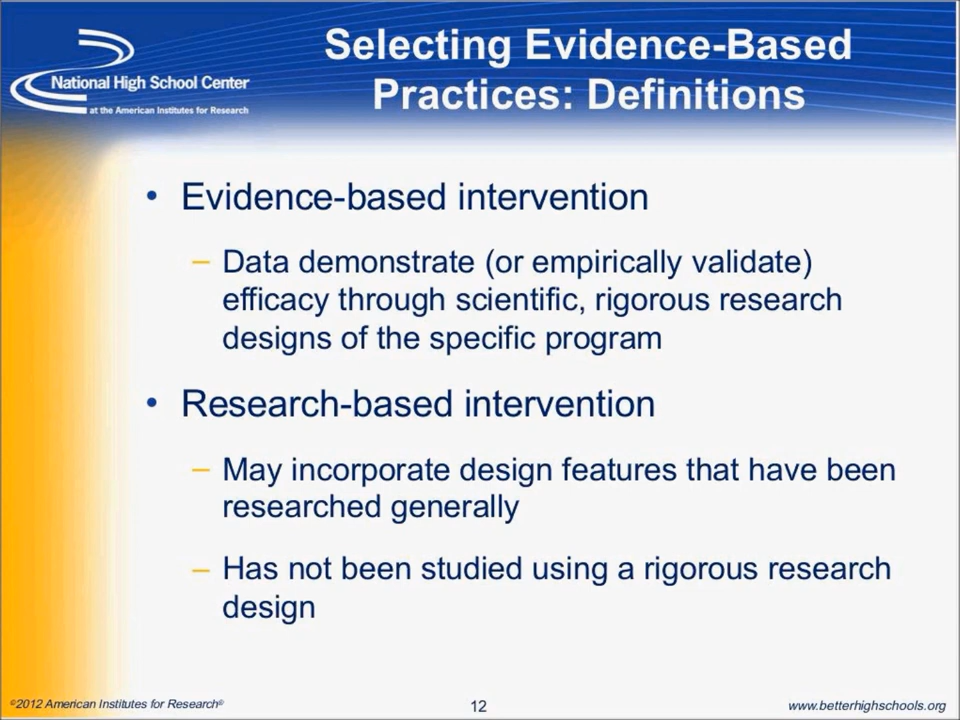 Selecting Evidence-Based
Practices: Definitions
National High School Center
at the American Institutes for Research
• Evidence-based intervention
– Data demonstrate (or empirically validate)
efficacy through scientific, rigorous research
designs of the specific program
• Research-based intervention
– May incorporate design features that have been
researched generally
– Has not been studied using a rigorous research
design
©2012 American Institutes for Research®
12
www.betterhighschools.org